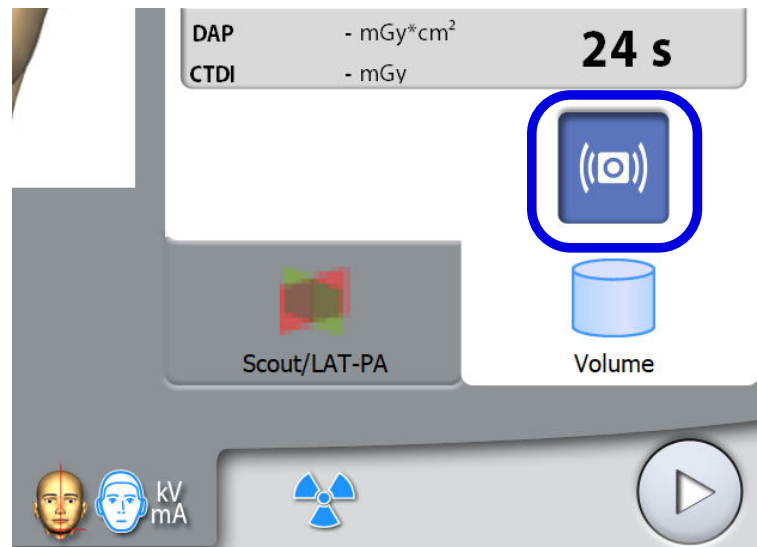 DAP - mGy*cm²
24 s
CTDI - mGy
Scout/LAT-PA
Volume
kV
mA